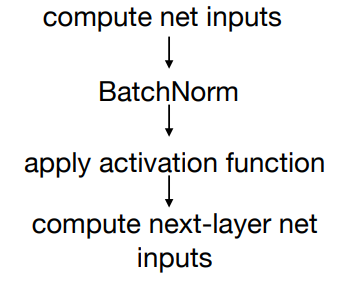 compute net inputs
BatchNorm
apply activation function
compute next-layer net
inputs